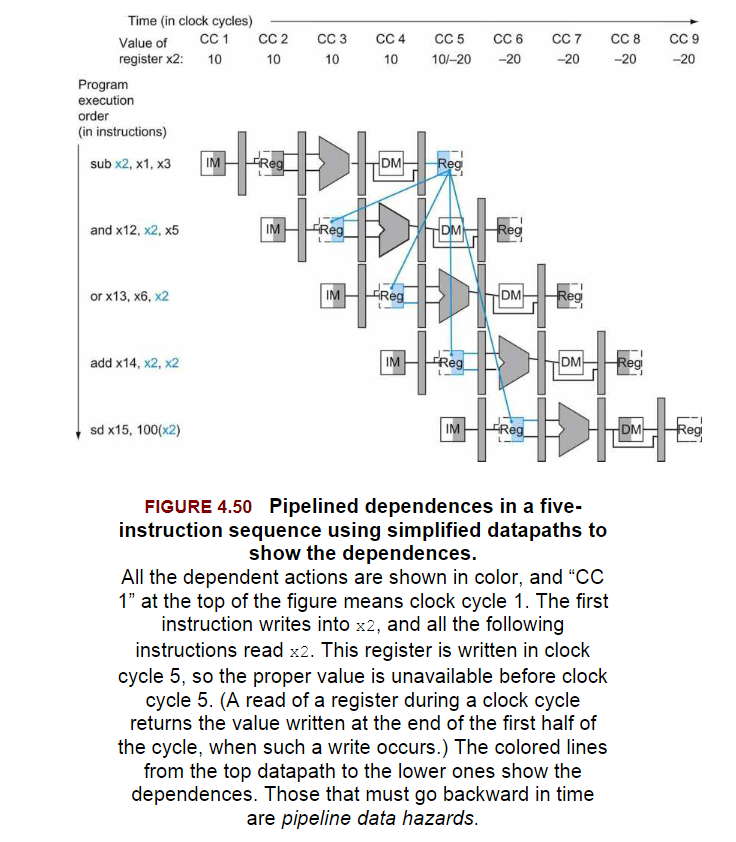 Time (in clock cycles)
Value of register x2:
CC 1 CC 2 CC 3 CC 4 CC 5 CC 6 CC 7 CC 8 CC 9
10 10 10 10 10/–20 –20 –20 –20 –20
Program
execution
order
(in instructions)
sub x2, x1, x3 IM Reg DM Reg
and x12, x2, x5 IM Reg DM Reg
or x13, x6, x2 IM Reg DM Reg
add x14, x2, x2 IM Reg DM Reg
sd x15, 100(x2) IM Reg DM Reg
FIGURE 4.50 Pipelined dependences in a five-
instruction sequence using simplified datapaths to
show the dependences.
All the dependent actions are shown in color, and “CC
1” at the top of the figure means clock cycle 1. The first
instruction writes into x2, and all the following
instructions read x2. This register is written in clock
cycle 5, so the proper value is unavailable before clock
cycle 5. (A read of a register during a clock cycle
returns the value written at the end of the first half of
the cycle, when such a write occurs.) The colored lines
from the top datapath to the lower ones show the
dependences. Those that must go backward in time
are pipeline data hazards.